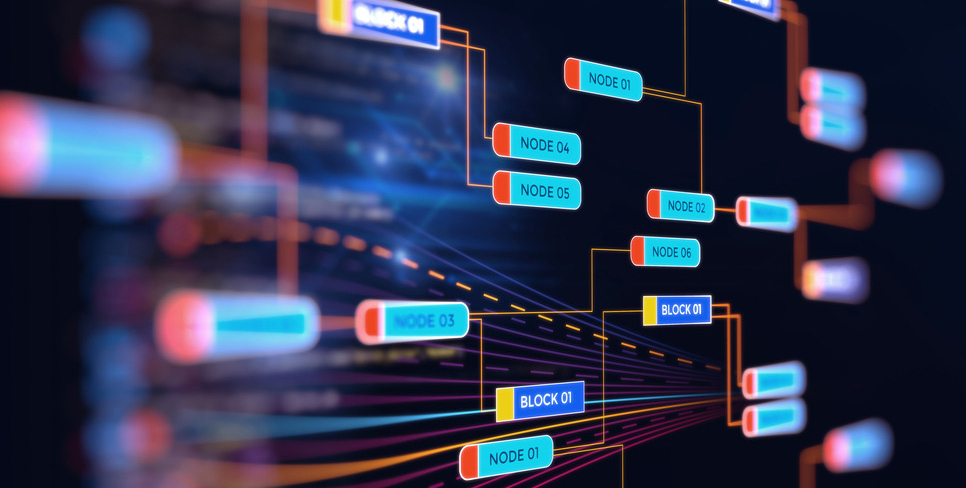 BLOCK 01
NODE 01
NODE 04
NODE 05
NODE 02
NODE 06
BLOCK 01
NODE 03
BLOCK 01
NODE 01